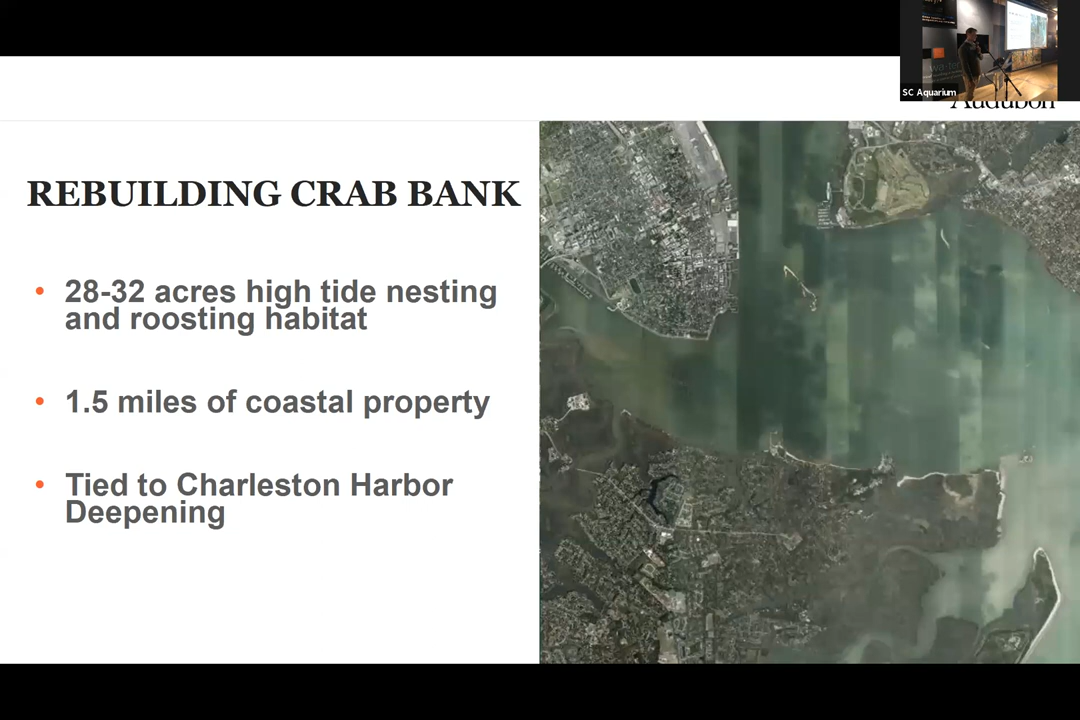 SC Aquarium
Audubon
REBUILDING CRAB BANK
• 28-32 acres high tide nesting
and roosting habitat
• 1.5 miles of coastal property
• Tied to Charleston Harbor
Deepening